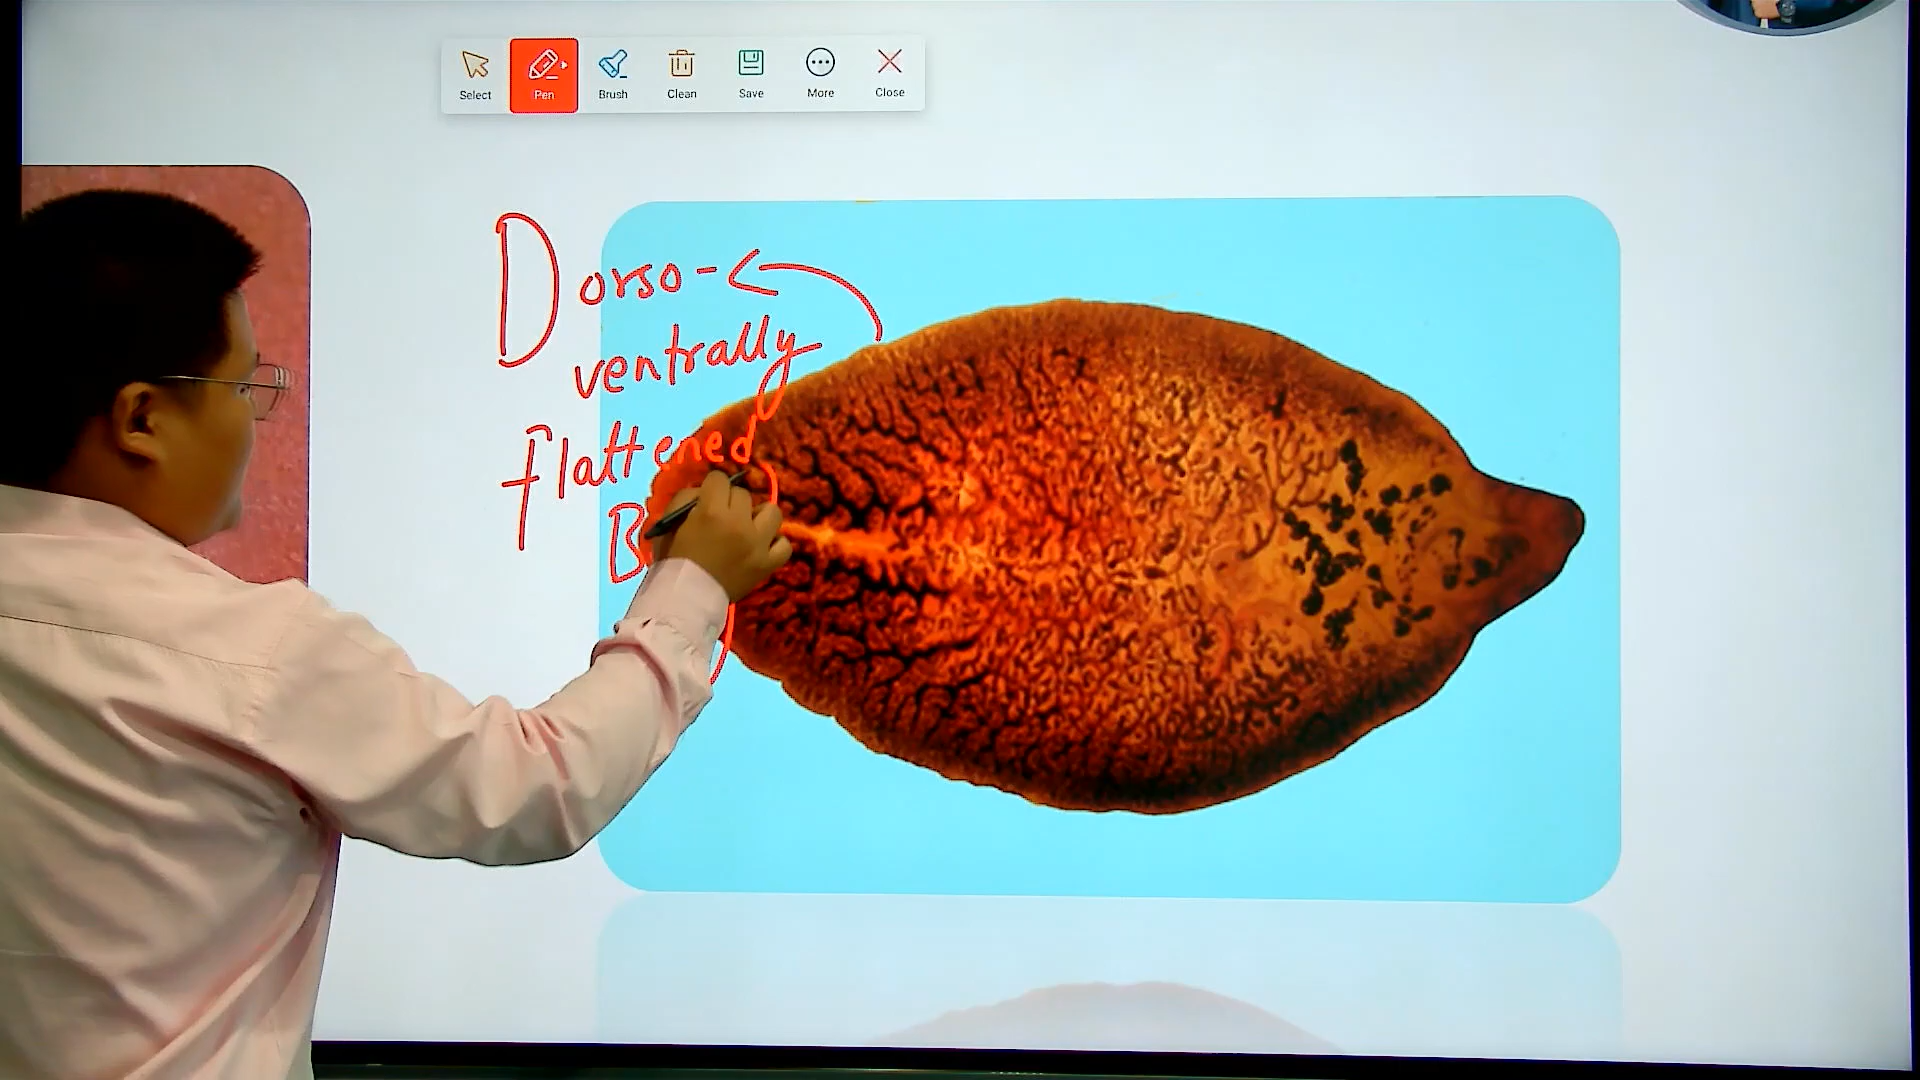 Select Pen Brush Clean Save More Close
Dorso-
ventrally
flattened
B